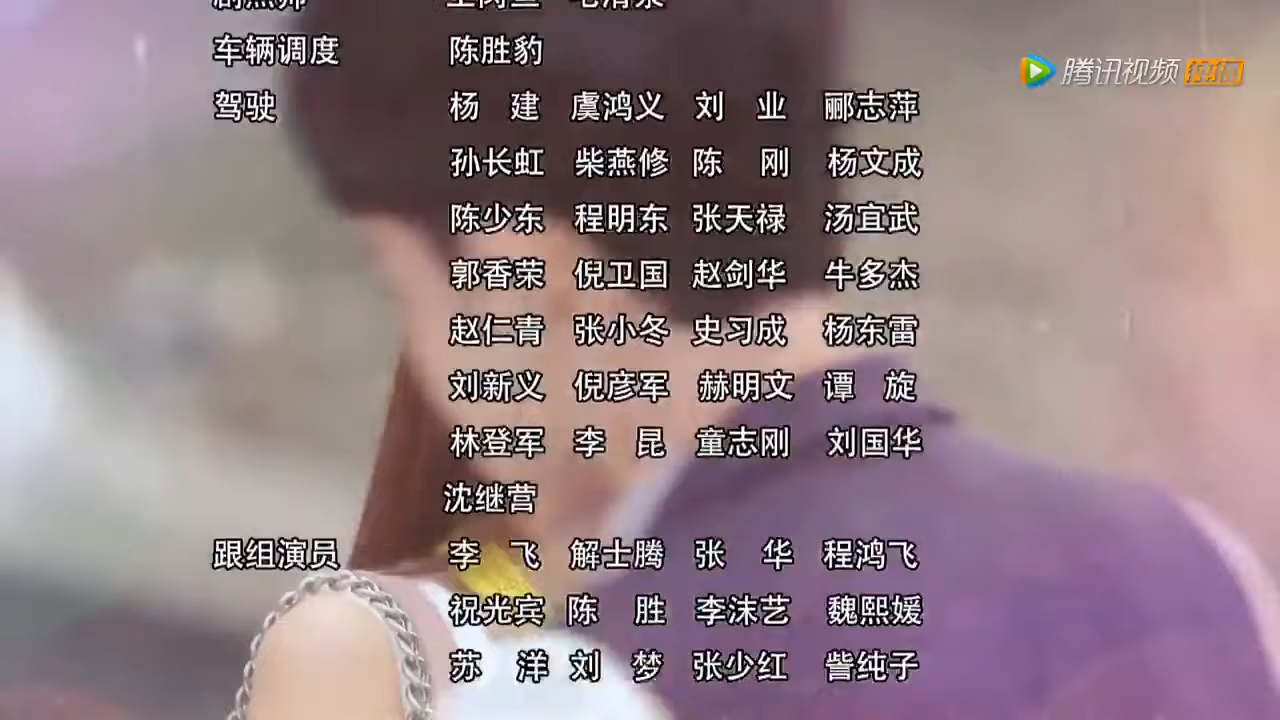 车辆调度 陈胜豹
腾讯视频
驾驶 杨 建 虞鸿义 刘 业 郦志萍
孙长虹 柴燕修 陈 刚 杨文成
陈少东 程明东 张天禄 汤宜武
郭香荣 倪卫国 赵剑华 牛多杰
赵仁青 张小冬 史习成 杨东雷
刘新义 倪彦军 赫明文 谭 旋
林登军 李 昆 童志刚 刘国华
沈继营
跟组演员 李 飞 解士腾 张 华 程鸿飞
祝光宾 陈 胜 李沫艺 魏熙媛
苏 洋 刘 梦 张少红 訾纯子